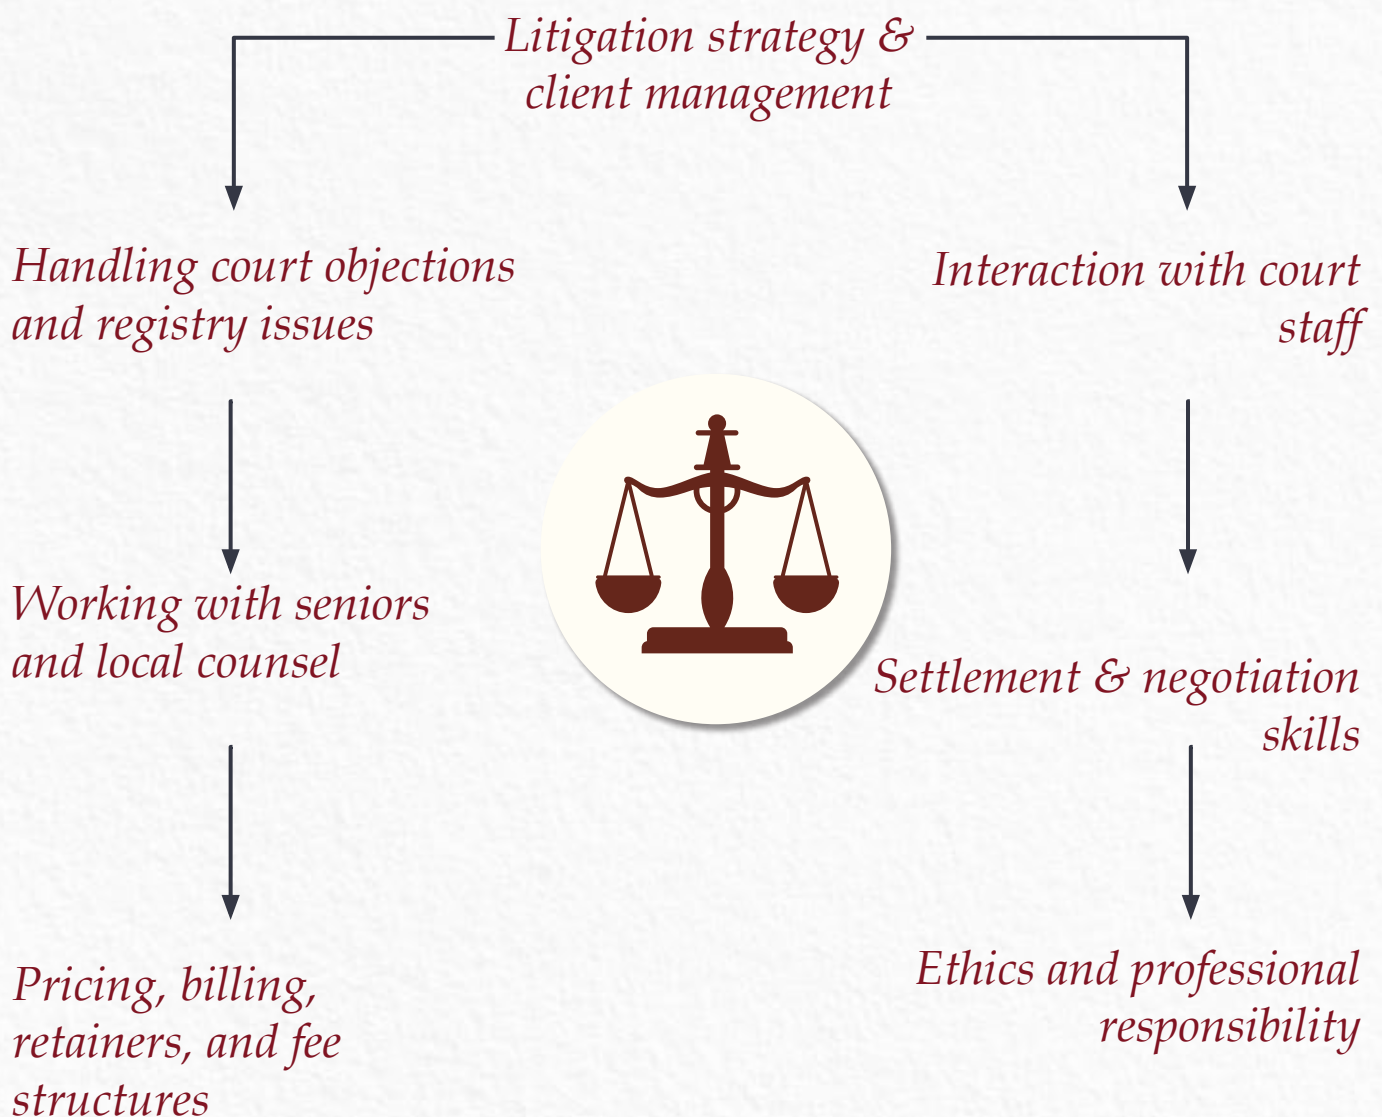 Litigation strategy &
client management
Handling court objections
and registry issues
Interaction with court
staff
Working with seniors
and local counsel
Settlement & negotiation
skills
Pricing, billing,
retainers, and fee
structures
Ethics and professional
responsibility